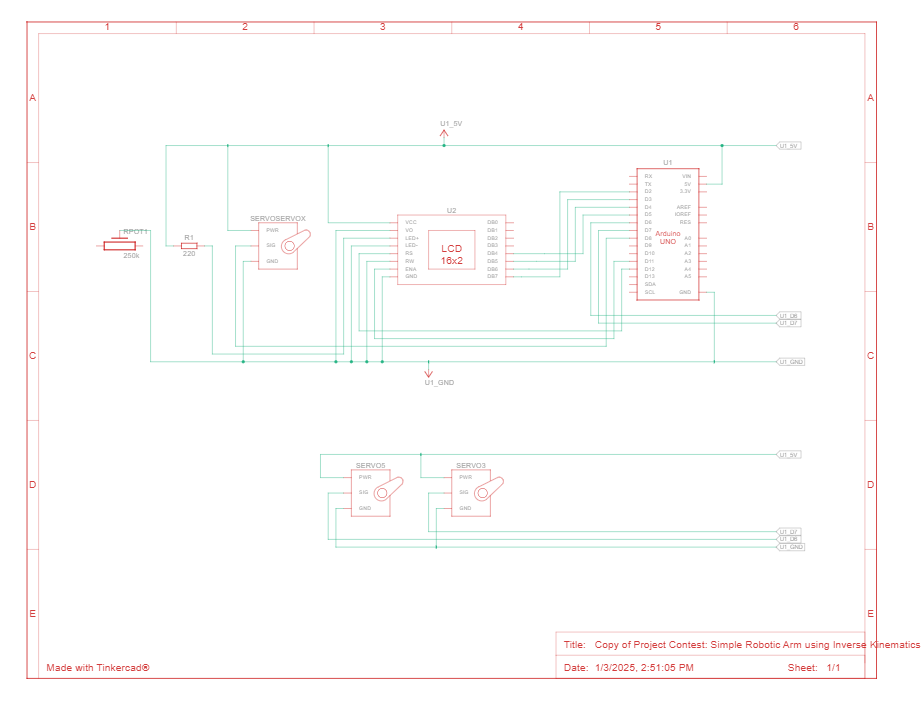 1 2 3 4 5 6
A A
U1_5V
U1_5V
U1
RX VIN
TX 5V
D2 3.3V
D3
D4 AREF
D5 IOREF
D6 RES
D7
D8 A0
D9 A1
D10 A2
D11 A3
D12 A4
D13 A5
SDA
SCL GND
Arduino
UNO
B B
RPOT1
250k
R1
220
SERVOSERVOX
PWR
SIG
GND
U2
VCC DB0
VO DB1
LED+ DB2
LED- DB3
RS DB4
RW DB5
ENA DB6
GND DB7
LCD
16x2
U1_D6
U1_D7
C C
U1_GND
U1_GND
U1_5V
SERVO5 SERVO3
PWR PWR
SIG SIG
GND GND
D D
U1_D7
U1_D6
U1_GND
E E
Title: Copy of Project Contest: Simple Robotic Arm using Inverse Kinematics
Made with Tinkercad®
Date: 1/3/2025, 2:51:05 PM Sheet: 1/1